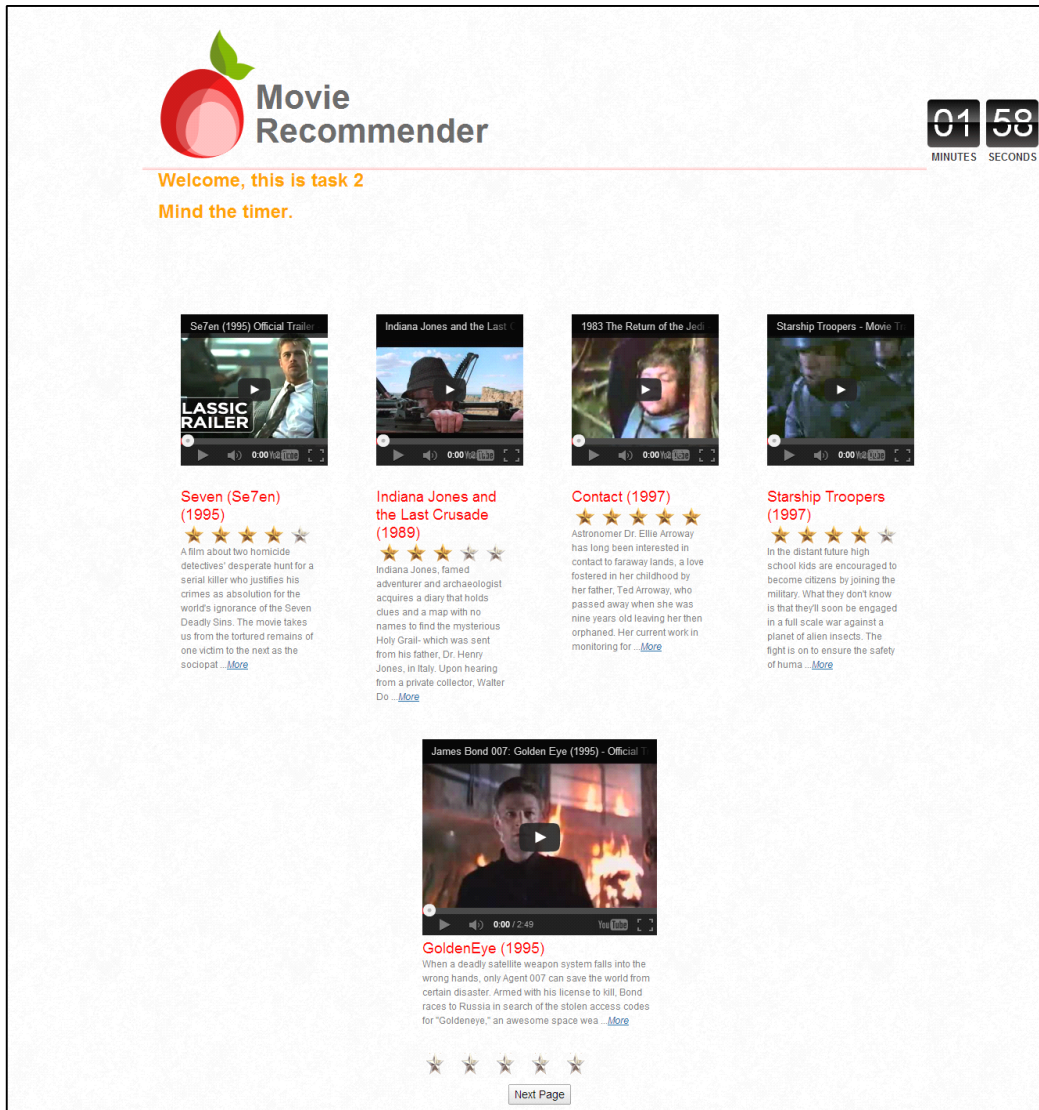 Movie
Recommender
01 58
MINUTES SECONDS
Welcome, this is task 2
Mind the timer.
Se7en (1995) Official Trailer
LASSIC
RAILER
0:00
Seven (Se7en)
(1995)
A film about two homicide
detectives' desperate hunt for a
serial killer who justifies his
crimes as absolution for the
world's ignorance of the Seven
Deadly Sins. The movie takes
us from the tortured remains of
one victim to the next as the
sociopat ...More
Indiana Jones and the Last C
0:00
Indiana Jones and
the Last Crusade
(1989)
Indiana Jones, famed
adventurer and archaeologist
acquires a diary that holds
clues and a map with no
names to find the mysterious
Holy Grail- which was sent
from his father, Dr. Henry
Jones, in Italy. Upon hearing
from a private collector, Walter
Do ...More
1983 The Return of the Jedi
0:00
Contact (1997)
Astronomer Dr. Ellie Arroway
has long been interested in
contact to faraway lands, a love
fostered in her childhood by
her father, Ted Arroway, who
passed away when she was
nine years old leaving her then
orphaned. Her current work in
monitoring for ...More
Starship Troopers - Movie Tr
0:00
Starship Troopers
(1997)
In the distant future high
school kids are encouraged to
become citizens by joining the
military. What they don't know
is that they'll soon be engaged
in a full scale war against a
planet of alien insects. The
fight is on to ensure the safety
of huma ...More
James Bond 007: Golden Eye (1995) - Official T
0:00 / 2:49 YouTube
GoldenEye (1995)
When a deadly satellite weapon system falls into the
wrong hands, only Agent 007 can save the world from
certain disaster. Armed with his license to kill, Bond
races to Russia in search of the stolen access codes
for "Goldeneye," an awesome space wea ...More
Next Page